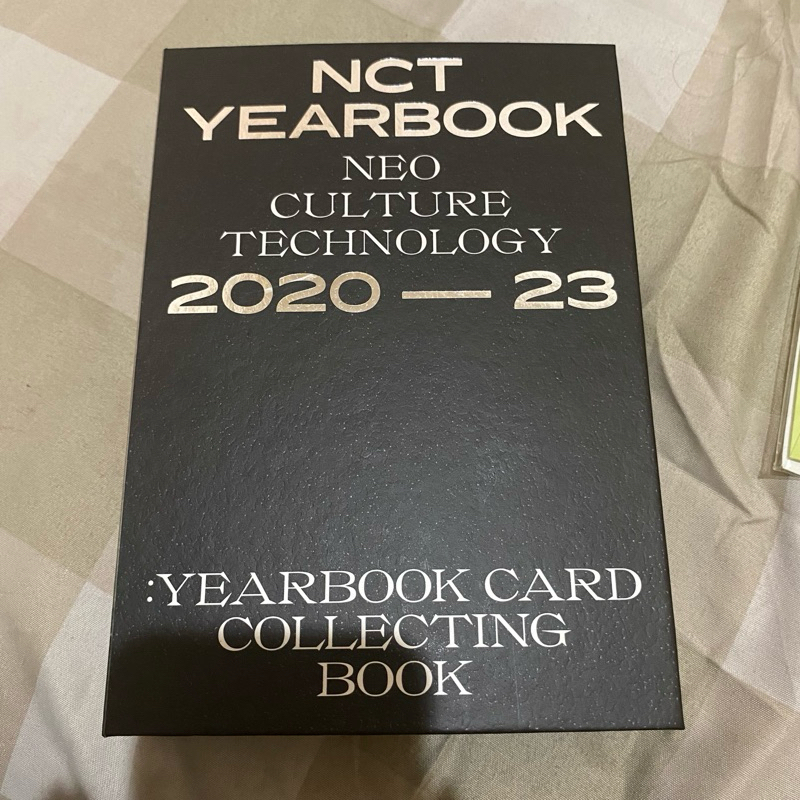 NCT
YEARBOOK
NEO
CULTURE
TECHNOLOGY
2020 — 23
:YEARBOOK CARD
COLLECTING
BOOK